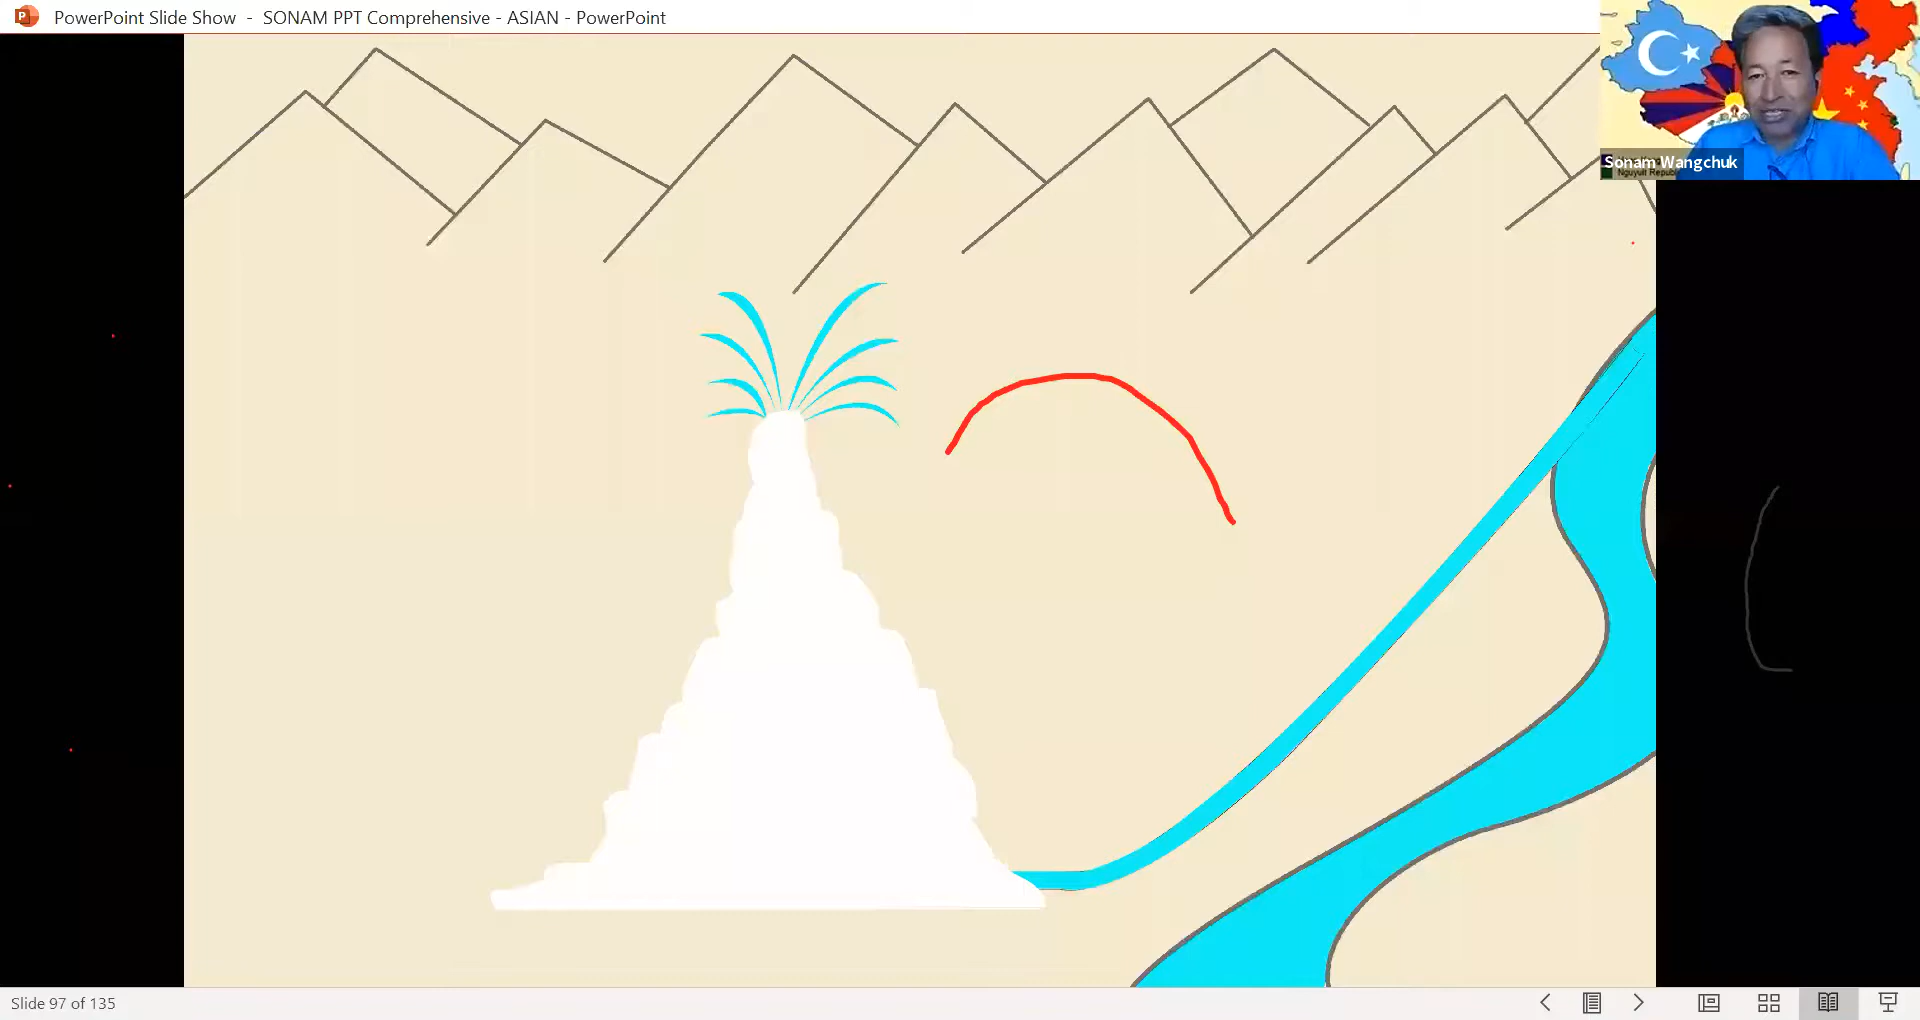 PowerPoint Slide Show - SONAM PPT Comprehensive - ASIAN - PowerPoint
Sonam Wangchuk
Slide 97 of 135